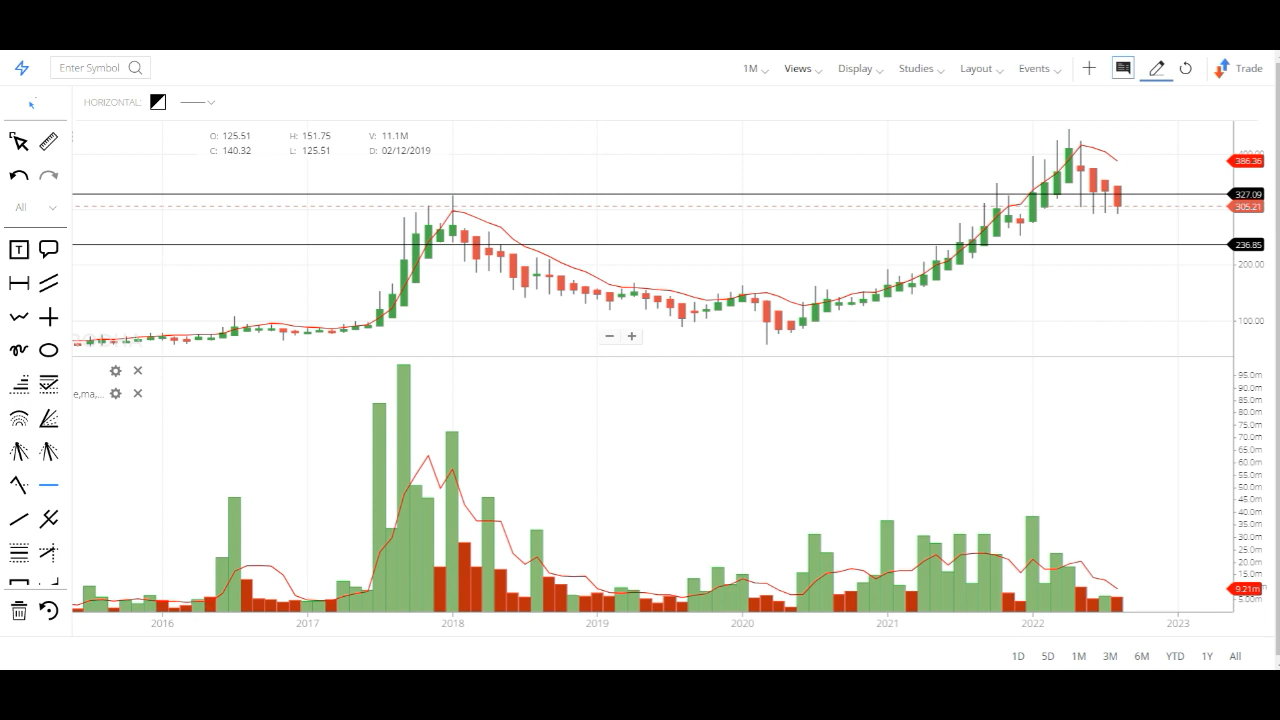 Enter Symbol
1M Views Display Studies Layout Events Trade
HORIZONTAL:
O: 125.51 H: 151.75 V: 11.1M
C: 140.32 L: 125.51 D: 02/12/2019
All
T
386.36
327.09
305.21
236.85
200.00
100.00
e,ma,...
95.0m
90.0m
85.0m
80.0m
75.0m
70.0m
65.0m
60.0m
55.0m
50.0m
45.0m
40.0m
35.0m
30.0m
25.0m
20.0m
15.0m
9.21m
5.00m
2016 2017 2018 2019 2020 2021 2022 2023
1D 5D 1M 3M 6M YTD 1Y All